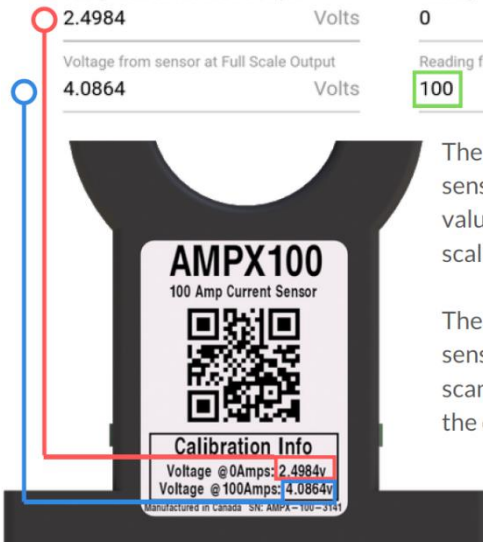 2.4984 Volts 0
Voltage from sensor at Full Scale Output Reading f
4.0864 Volts 100
The
sens
valu
scal
The
sens
scan
the
AMPX100
100 Amp Current Sensor
Calibration Info
Voltage @0Amps: 2.4984v
Voltage @100Amps: 4.0864v
Manufactured in Canada SN: AMPX-100-3141